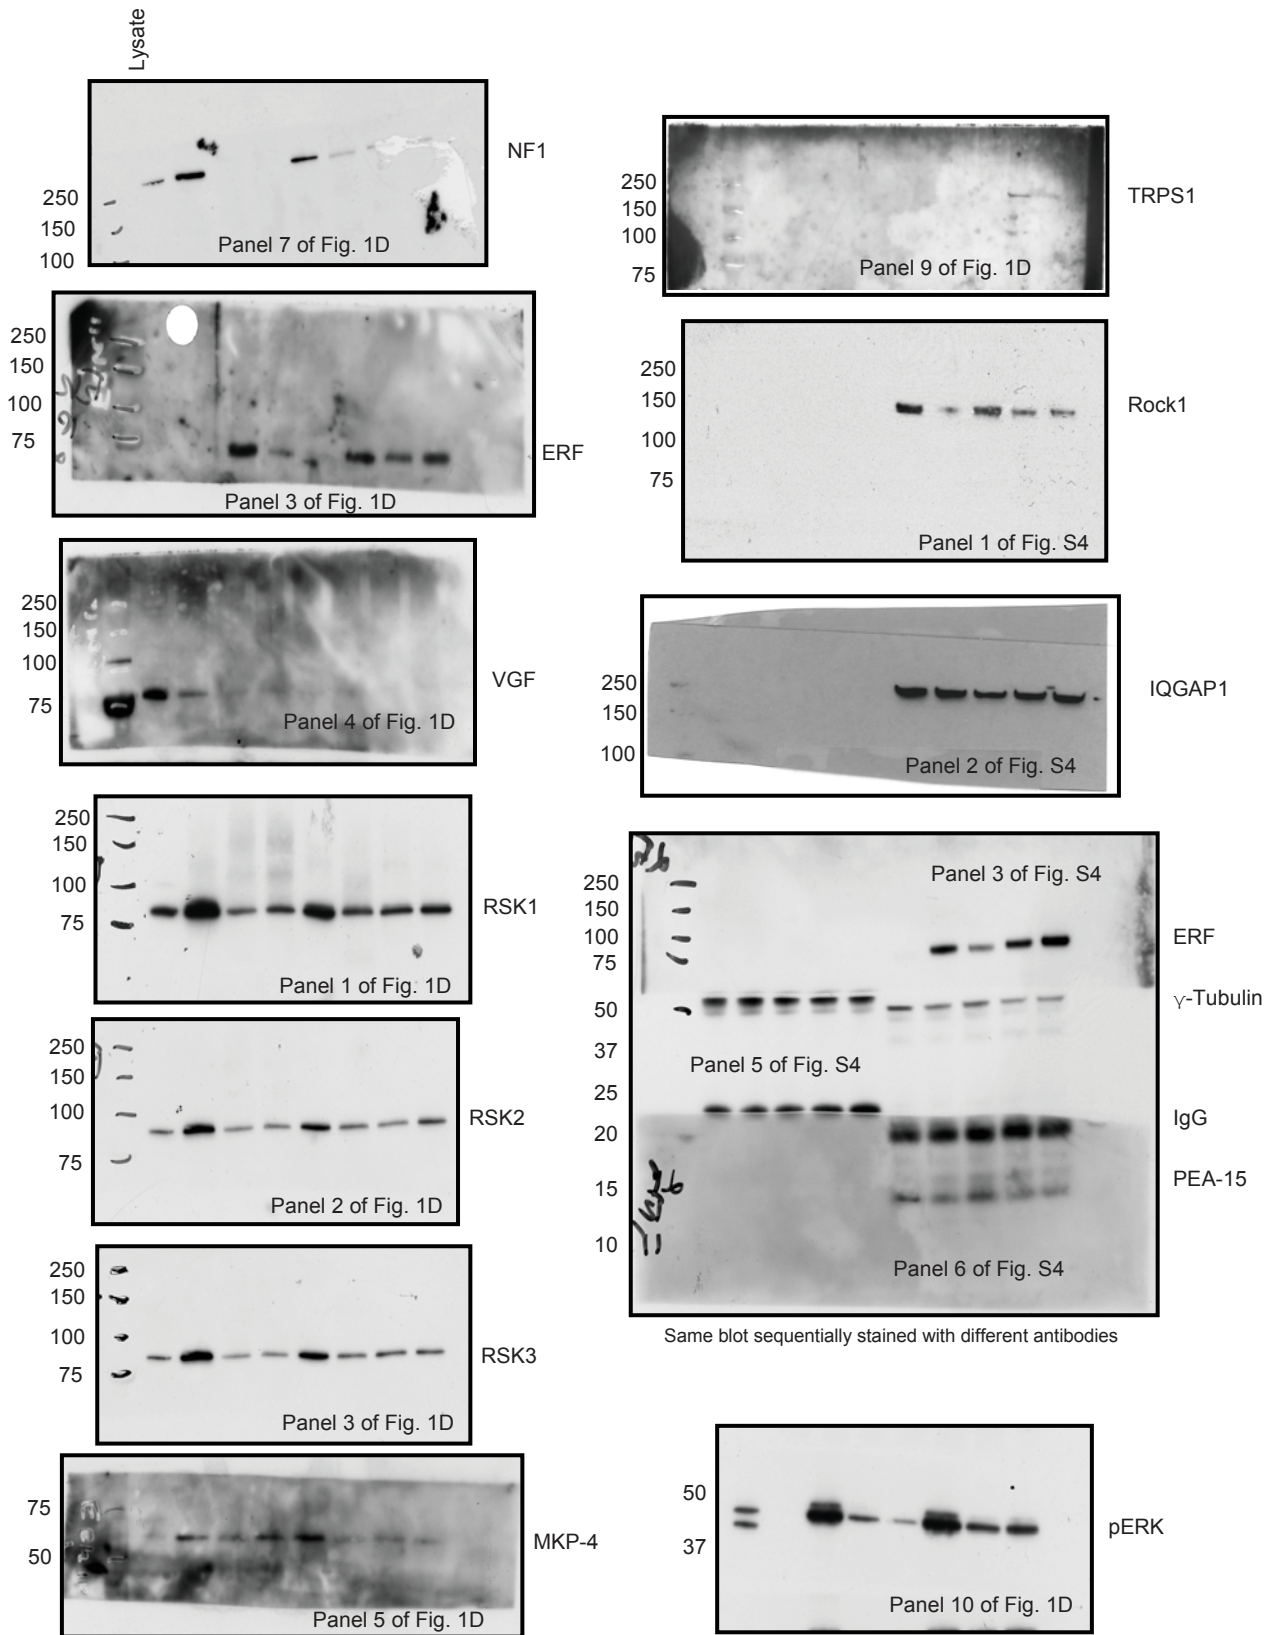 Lysate
250
150
100
Panel 7 of Fig. 1D
NF1
250
150
100
75
Panel 3 of Fig. 1D
ERF
250
150
100
75
Panel 4 of Fig. 1D
VGF
250
150
100
75
Panel 1 of Fig. 1D
RSK1
250
150
100
75
Panel 2 of Fig. 1D
RSK2
250
150
100
75
Panel 3 of Fig. 1D
RSK3
75
50
Panel 5 of Fig. 1D
MKP-4
250
150
100
75
Panel 9 of Fig. 1D
TRPS1
250
150
100
75
Panel 1 of Fig. S4
Rock1
250
150
100
Panel 2 of Fig. S4
IQGAP1
250
150
100
75
50
37
25
20
15
10
Panel 3 of Fig. S4
Panel 5 of Fig. S4
Panel 6 of Fig. S4
ERF
γ-Tubulin
IgG
PEA-15
Same blot sequentially stained with different antibodies
50
37
Panel 10 of Fig. 1D
pERK